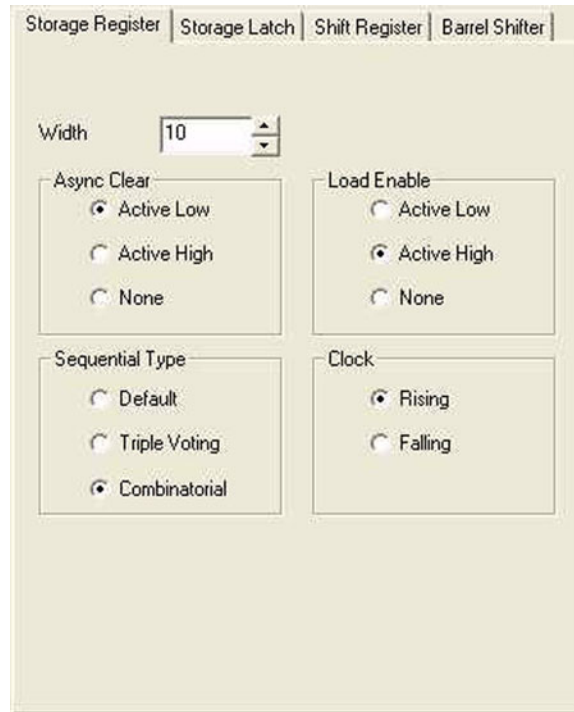 Storage Register Storage Latch Shift Register Barrel Shifter
Width 10
Async Clear
Active Low
Active High
None
Load Enable
Active Low
Active High
None
Sequential Type
Default
Triple Voting
Combinatorial
Clock
Rising
Falling